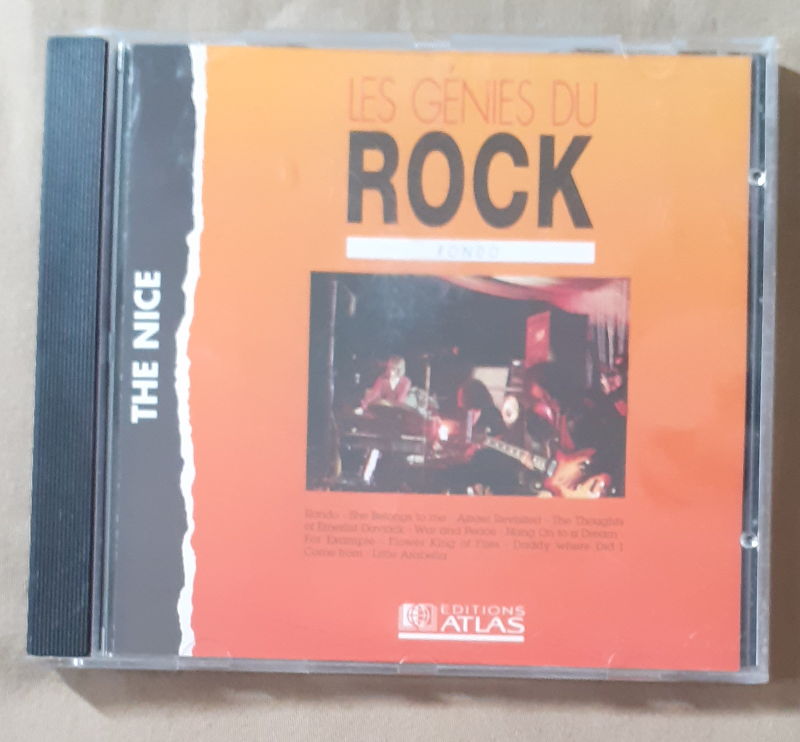 LES GÉNIES DU
ROCK
RONDO
THE NICE
Rondo - She Belongs to me - Azrael Revisited - The Thoughts
of Emerlist Davjack - War and Peace - Hang On to a Dream -
For Example - Flower King of Flies - Daddy where Did I
Come from - Little Arabella
EDITIONS
ATLAS